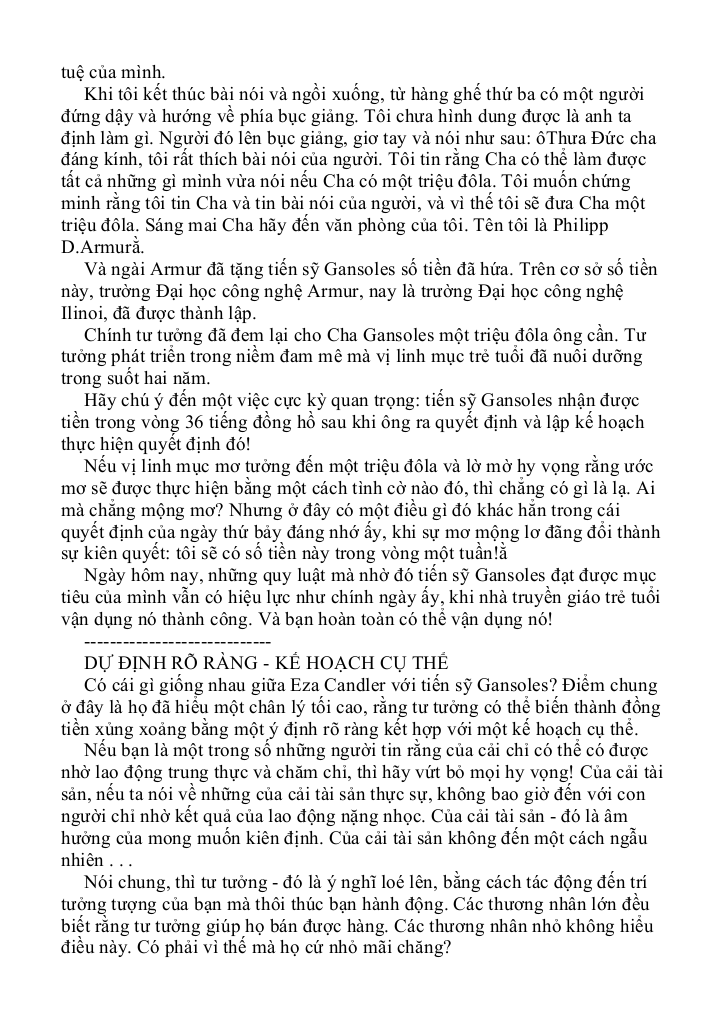 tuệ của mình.
Khi tôi kết thúc bài nói và ngồi xuống, từ hàng ghế thứ ba có một người
đứng dậy và hướng về phía bục giảng. Tôi chưa hình dung được là anh ta
định làm gì. Người đó lên bục giảng, giơ tay và nói như sau: ôThưa Đức cha
đáng kính, tôi rất thích bài nói của người. Tôi tin rằng Cha có thể làm được
tất cả những gì mình vừa nói nếu Cha có một triệu đôla. Tôi muốn chứng
minh rằng tôi tin Cha và tin bài nói của người, và vì thế tôi sẽ đưa Cha một
triệu đôla. Sáng mai Cha hãy đến văn phòng của tôi. Tên tôi là Philipp
D.Armurằ.
Và ngài Armur đã tặng tiến sỹ Gansoles số tiền đã hứa. Trên cơ sở số tiền
này, trường Đại học công nghệ Armur, nay là trường Đại học công nghệ
Ilinoi, đã được thành lập.
Chính tư tưởng đã đem lại cho Cha Gansoles một triệu đôla ông cần. Tư
tưởng phát triển trong niềm đam mê mà vị linh mục trẻ tuổi đã nuôi dưỡng
trong suốt hai năm.
Hãy chú ý đến một việc cực kỳ quan trọng: tiến sỹ Gansoles nhận được
tiền trong vòng 36 tiếng đồng hồ sau khi ông ra quyết định và lập kế hoạch
thực hiện quyết định đó!
Nếu vị linh mục mơ tưởng đến một triệu đôla và lờ mờ hy vọng rằng ước
mơ sẽ được thực hiện bằng một cách tình cờ nào đó, thì chẳng có gì là lạ. Ai
mà chẳng mộng mơ? Nhưng ở đây có một điều gì đó khác hẳn trong cái
quyết định của ngày thứ bảy đáng nhớ ấy, khi sự mơ mộng lơ đãng đổi thành
sự kiên quyết: tôi sẽ có số tiền này trong vòng một tuần!ằ
Ngày hôm nay, những quy luật mà nhờ đó tiến sỹ Gansoles đạt được mục
tiêu của mình vẫn có hiệu lực như chính ngày ấy, khi nhà truyền giáo trẻ tuổi
vận dụng nó thành công. Và bạn hoàn toàn có thể vận dụng nó!
-----------------------------
DỰ ĐỊNH RÕ RÀNG - KẾ HOẠCH CỤ THỂ
Có cái gì giống nhau giữa Eza Candler với tiến sỹ Gansoles? Điểm chung
ở đây là họ đã hiểu một chân lý tối cao, rằng tư tưởng có thể biến thành đồng
tiền xủng xoảng bằng một ý định rõ ràng kết hợp với một kế hoạch cụ thể.
Nếu bạn là một trong số những người tin rằng của cải chỉ có thể có được
nhờ lao động trung thực và chăm chỉ, thì hãy vứt bỏ mọi hy vọng! Của cải tài
sản, nếu ta nói về những của cải tài sản thực sự, không bao giờ đến với con
người chỉ nhờ kết quả của lao động nặng nhọc. Của cải tài sản - đó là âm
hưởng của mong muốn kiên định. Của cải tài sản không đến một cách ngẫu
nhiên . . .
Nói chung, thì tư tưởng - đó là ý nghĩ loé lên, bằng cách tác động đến trí
tưởng tượng của bạn mà thôi thúc bạn hành động. Các thương nhân lớn đều
biết rằng tư tưởng giúp họ bán được hàng. Các thương nhân nhỏ không hiểu
điều này. Có phải vì thế mà họ cứ nhỏ mãi chăng?